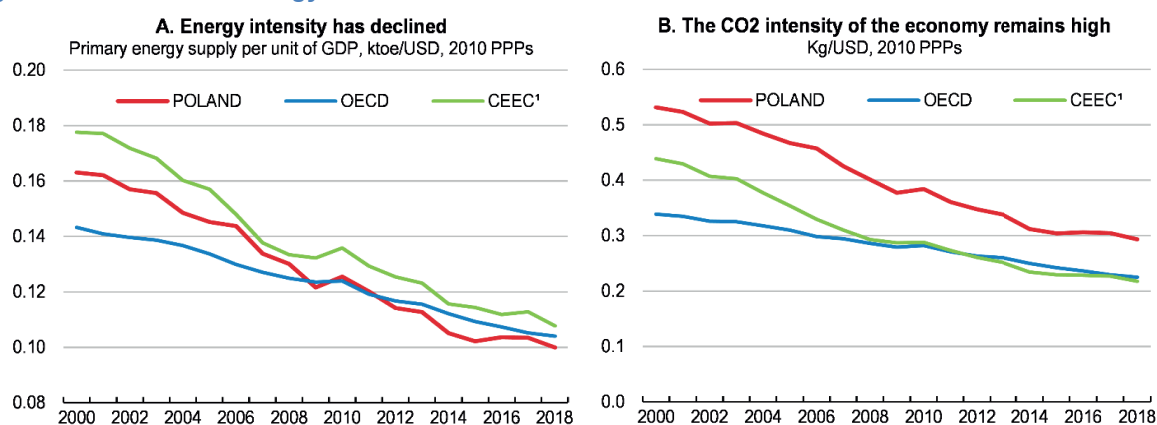 A. Energy intensity has declined
Primary energy supply per unit of GDP, ktoe/USD, 2010 PPPs
0.20
POLAND OECD CEEC¹
0.18
0.16
0.14
0.12
0.10
0.08
2000 2002 2004 2006 2008 2010 2012 2014 2016 2018
B. The CO2 intensity of the economy remains high
Kg/USD, 2010 PPPs
0.6
POLAND OECD CEEC¹
0.5
0.4
0.3
0.2
0.1
0.0
2000 2002 2004 2006 2008 2010 2012 2014 2016 2018